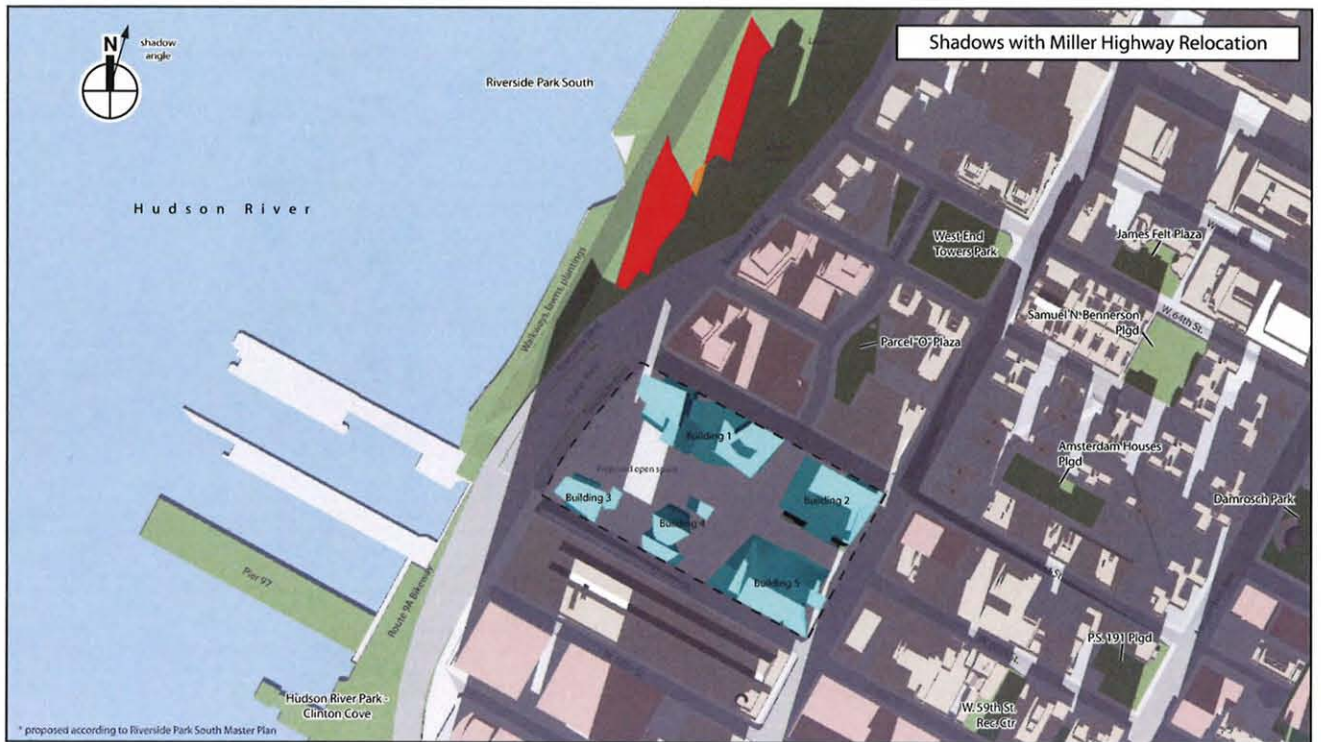 Shadows with Miller Highway Relocation
N
shadow
angle
Riverside Park South
Hudson River
Walkways, lawns, plantings
West End
Towers Park
James Felt Plaza
W. 64th St.
Samuel N. Bennerson
Plgd
Parcel "O" Plaza
Amsterdam Houses
Plgd
Damrosch Park
Building 1
Building 2
Building 3
Building 4
Building 5
Proposed open space
Pier 97
Route 9A Bikeway
P.S. 191 Plgd
W. 59th St.
Rec. Ctr
Hudson River Park -
Clinton Cove
* proposed according to Riverside Park South Master Plan